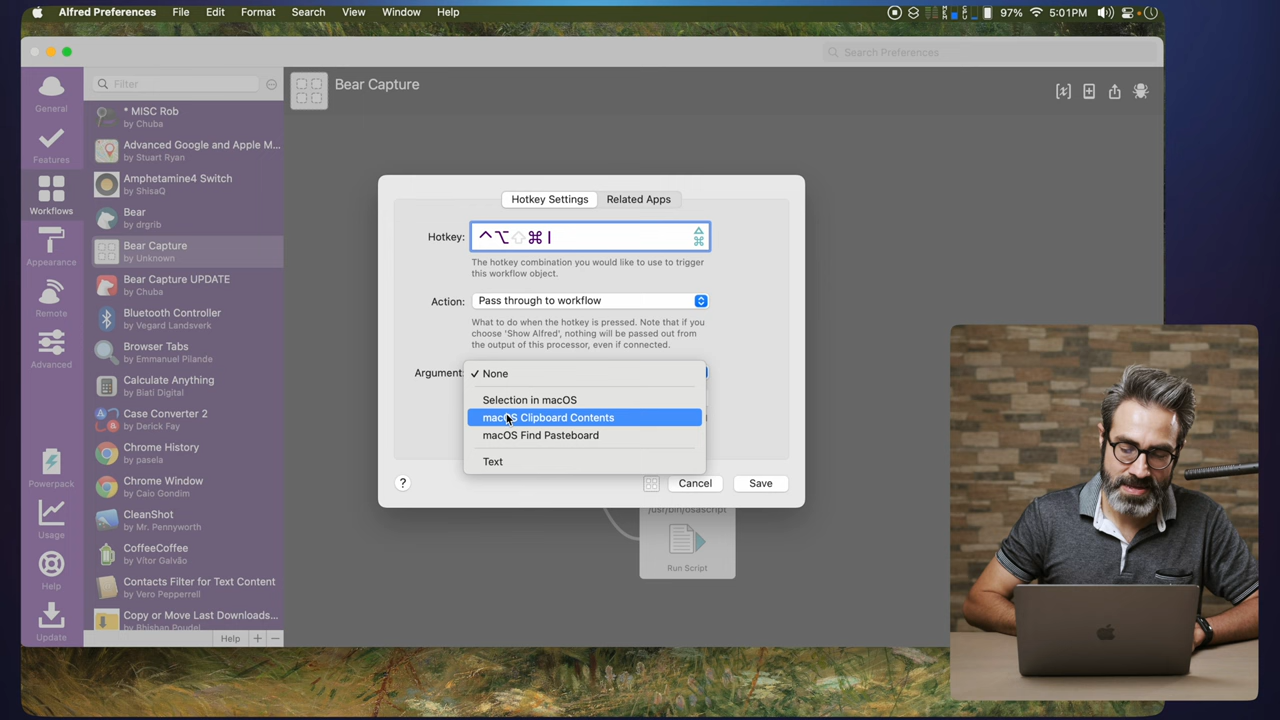 Alfred Preferences File Edit Format Search View Window Help
97% 5:01PM
Search Preferences
General
Features
Workflows
Appearance
Remote
Advanced
Powerpack
Usage
Help
Update
Filter
* MISC Rob
by Chuba
Advanced Google and Apple M...
by Stuart Ryan
Amphetamine4 Switch
by ShisaQ
Bear
by drgrib
Bear Capture
by Unknown
Bear Capture UPDATE
by Chuba
Bluetooth Controller
by Vegard Landsverk
Browser Tabs
by Emmanuel Pilande
Calculate Anything
by Biati Digital
Case Converter 2
by Derick Fay
Chrome History
by pasela
Chrome Window
by Caio Gondim
CleanShot
by Mr. Pennyworth
CoffeeCoffee
by Vítor Galvão
Contacts Filter for Text Content
by Vero Pepperrell
Copy or Move Last Downloads...
by Bhishan Poudel
Help + −
Bear Capture
Hotkey Settings Related Apps
Hotkey: ⌃⌥⇧⌘ I
The hotkey combination you would like to use to trigger
this workflow object.
Action: Pass through to workflow
What to do when the hotkey is pressed. Note that if you
choose 'Show Alfred', nothing will be passed out from
the output of this processor, even if connected.
Argument: ✓ None
Selection in macOS
macOS Clipboard Contents
macOS Find Pasteboard
Text
? Cancel Save
/usr/bin/osascript
Run Script